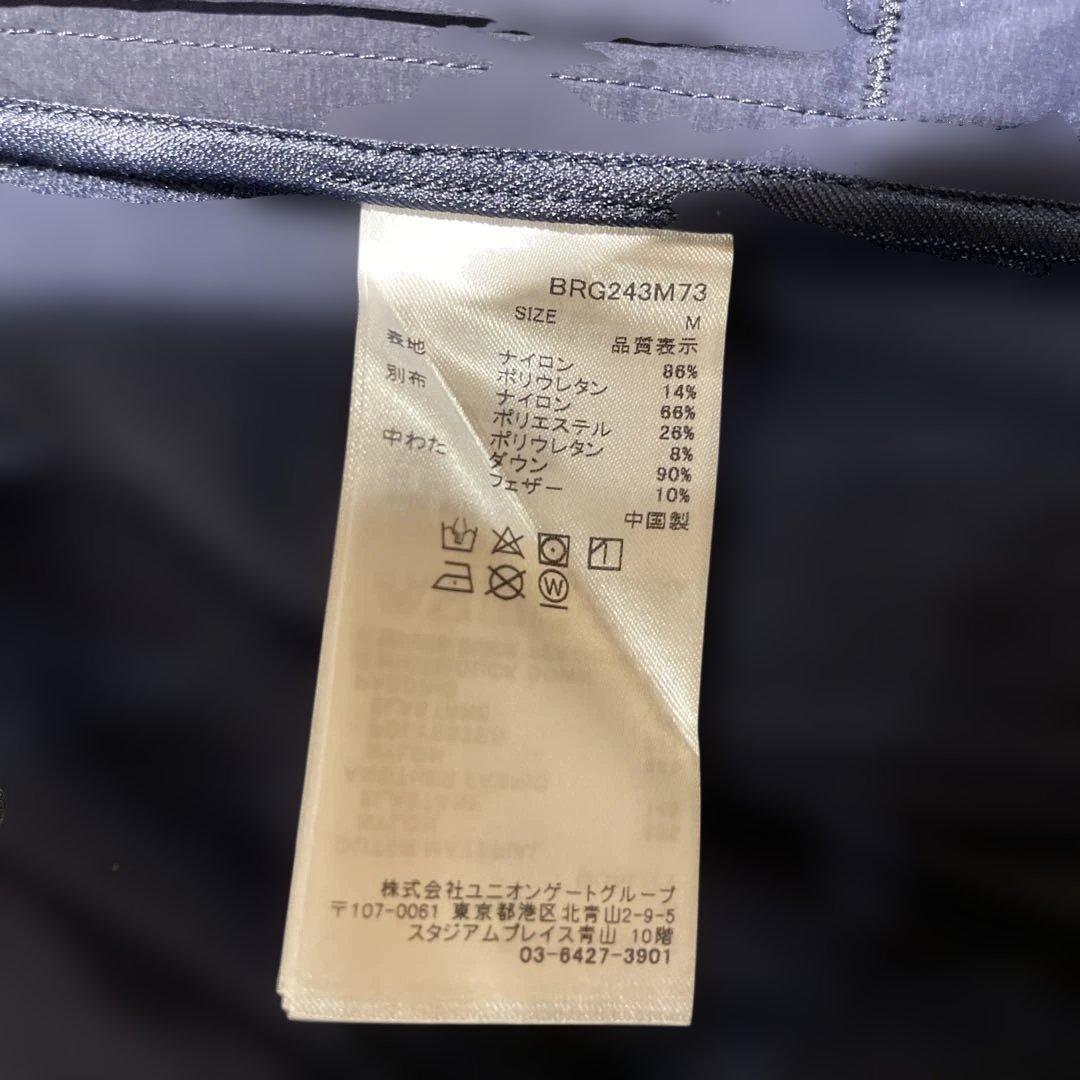 BRG243M73
SIZE M
品質表示
表地 ナイロン 86%
ポリウレタン 14%
別布 ナイロン 66%
ポリエステル 26%
ポリウレタン 8%
中わた ダウン 90%
フェザー 10%
中国製
W
株式会社ユニオンゲートグループ
〒107-0061 東京都港区北青山2-9-5
スタジアムプレイス青山 10階
03-6427-3901